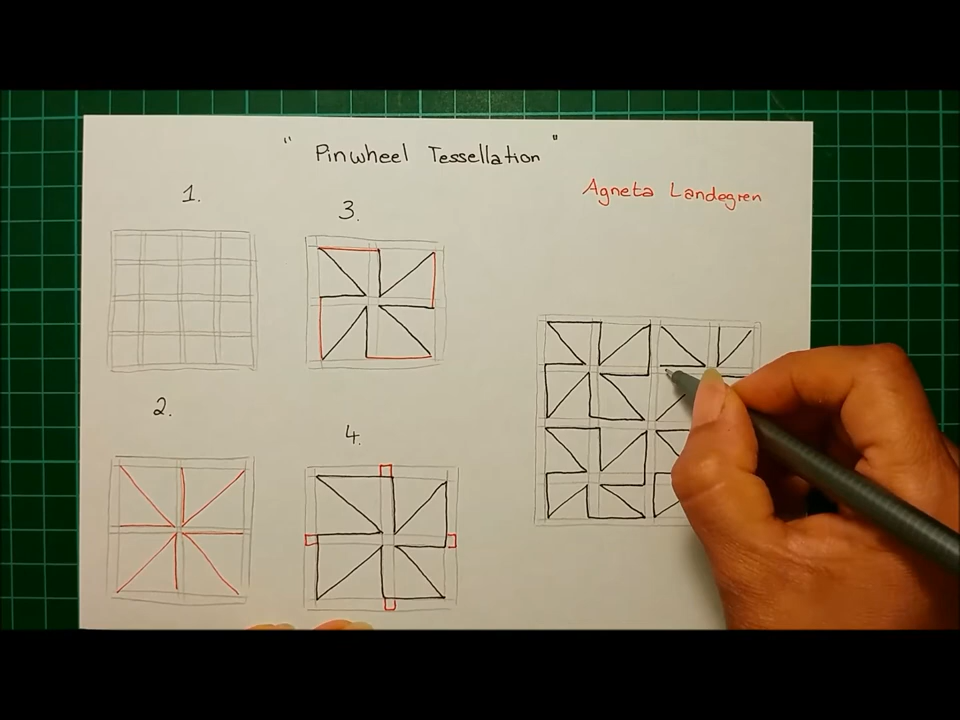 " Pinwheel Tessellation "
Agneta Landegren
1.
3.
2.
4.